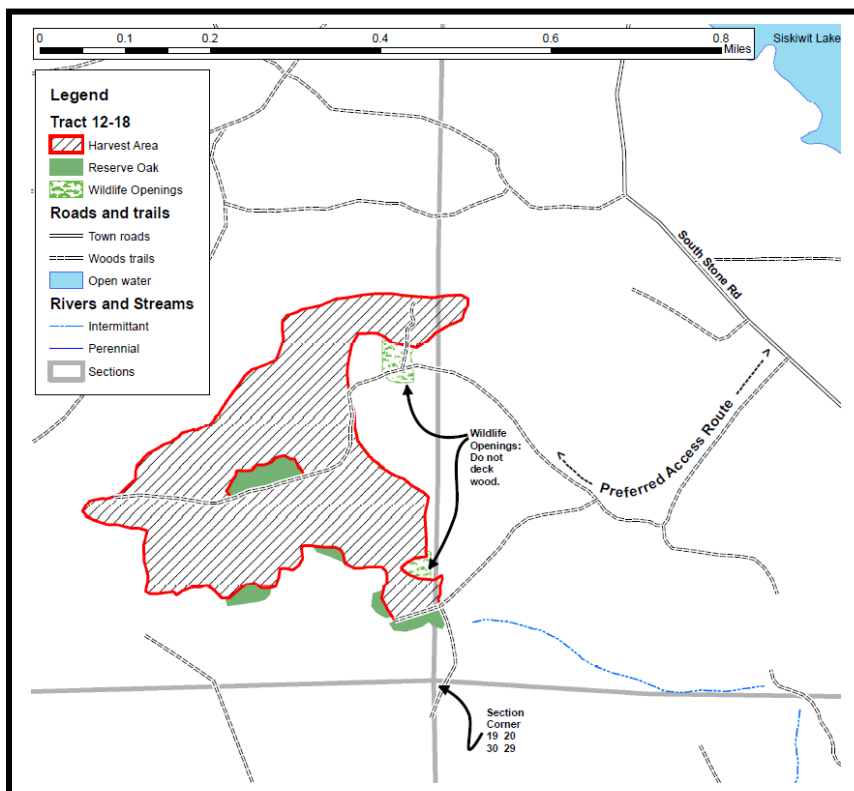 0 0.1 0.2 0.4 0.6 0.8
Miles
Siskiwit Lake
Legend
Tract 12-18
Harvest Area
Reserve Oak
Wildlife Openings
Roads and trails
Town roads
Woods trails
Open water
Rivers and Streams
Intermittant
Perennial
Sections
South Stone Rd
Preferred Access Route
Wildlife
Openings:
Do not
deck
wood.
Section
Corner
19 20
30 29